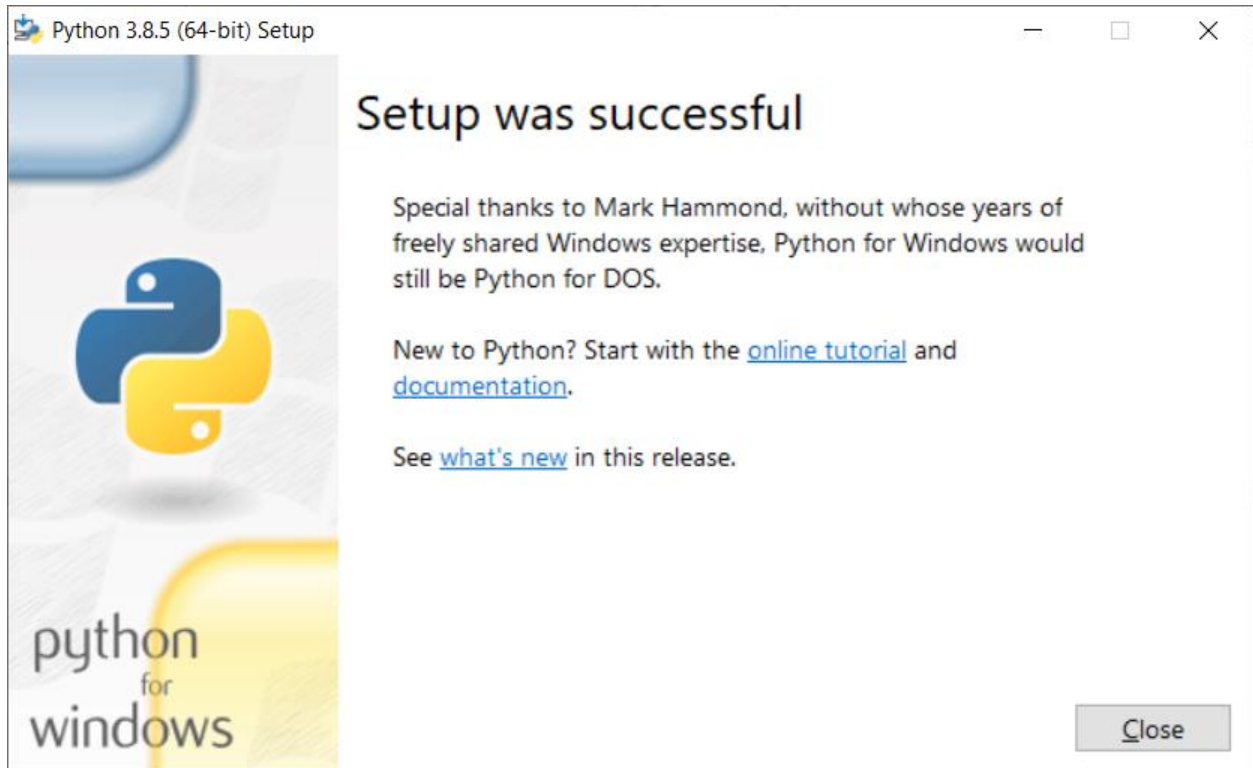 Python 3.8.5 (64-bit) Setup
Setup was successful
Special thanks to Mark Hammond, without whose years of
freely shared Windows expertise, Python for Windows would
still be Python for DOS.
New to Python? Start with the online tutorial and
documentation.
See what's new in this release.
python
for
windows
Close